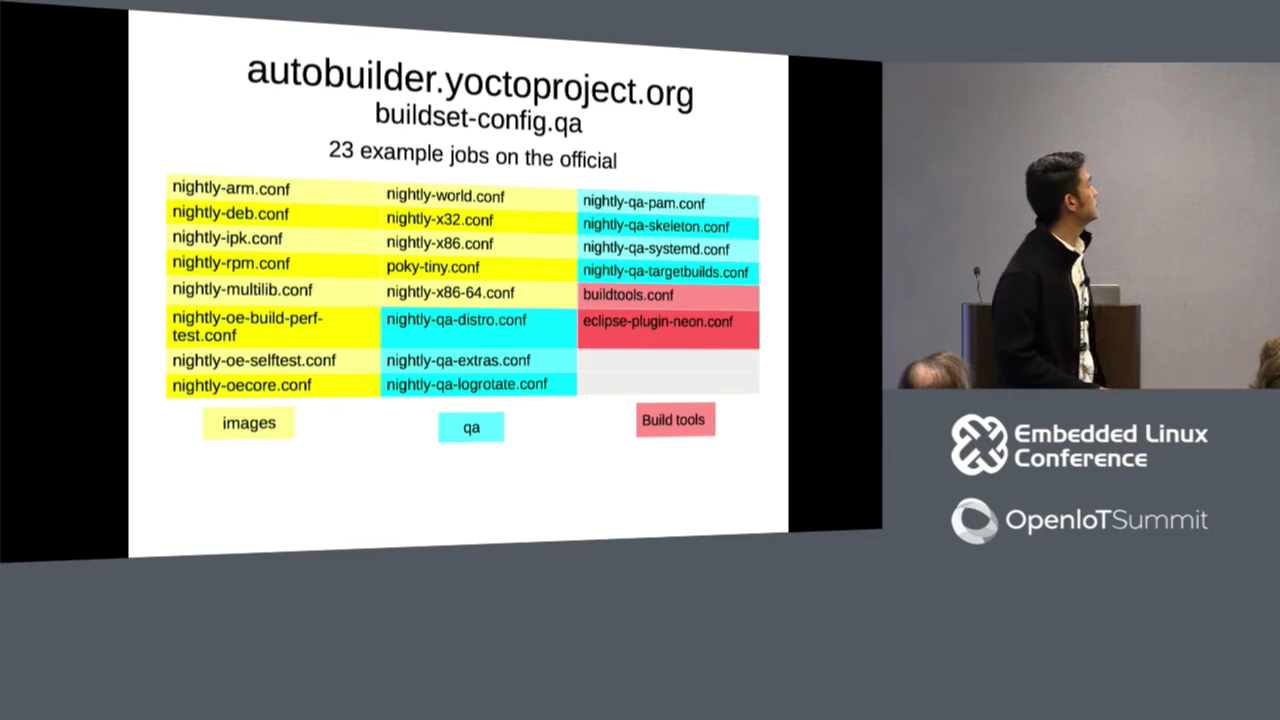 autobuilder.yoctoproject.org
buildset-config.qa
23 example jobs on the official
nightly-arm.conf
nightly-deb.conf
nightly-ipk.conf
nightly-rpm.conf
nightly-multilib.conf
nightly-oe-build-perf-
test.conf
nightly-oe-selftest.conf
nightly-oecore.conf
nightly-world.conf
nightly-x32.conf
nightly-x86.conf
poky-tiny.conf
nightly-x86-64.conf
nightly-qa-distro.conf
nightly-qa-extras.conf
nightly-qa-logrotate.conf
nightly-qa-pam.conf
nightly-qa-skeleton.conf
nightly-qa-systemd.conf
nightly-qa-targetbuilds.conf
buildtools.conf
eclipse-plugin-neon.conf
images
qa
Build tools
Embedded Linux
Conference
OpenIoTSummit